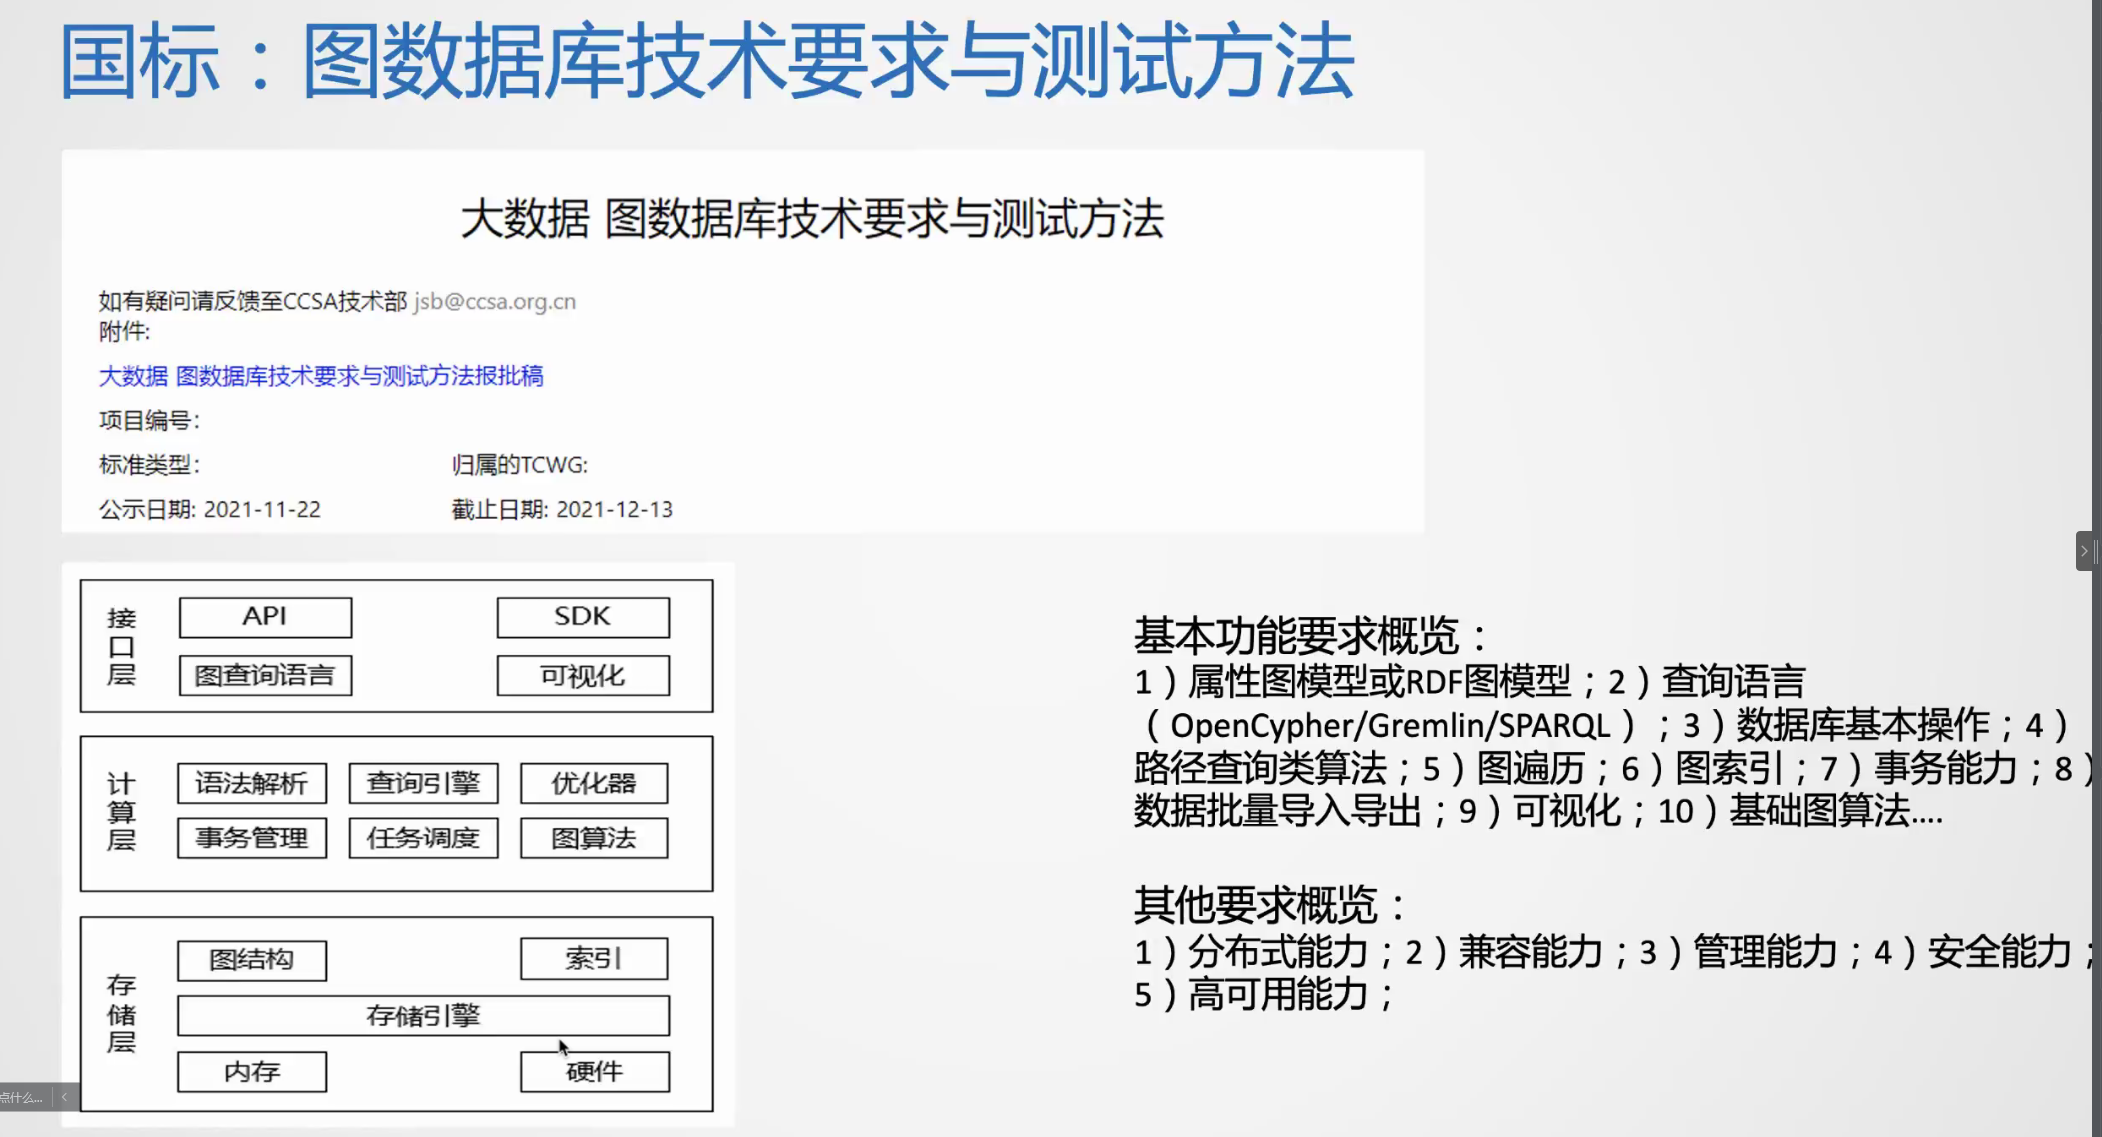 国标：图数据库技术要求与测试方法
大数据 图数据库技术要求与测试方法
如有疑问请反馈至CCSA技术部 jsb@ccsa.org.cn
附件:
大数据 图数据库技术要求与测试方法报批稿
项目编号:
标准类型:
归属的TCWG:
公示日期: 2021-11-22
截止日期: 2021-12-13
接口层
API
SDK
图查询语言
可视化
计算层
语法解析
查询引擎
优化器
事务管理
任务调度
图算法
存储层
图结构
索引
存储引擎
内存
硬件
基本功能要求概览：
1）属性图模型或RDF图模型；2）查询语言
（OpenCypher/Gremlin/SPARQL）；3）数据库基本操作；4）
路径查询类算法；5）图遍历；6）图索引；7）事务能力；8）
数据批量导入导出；9）可视化；10）基础图算法....
其他要求概览：
1）分布式能力；2）兼容能力；3）管理能力；4）安全能力；
5）高可用能力；
点什么...